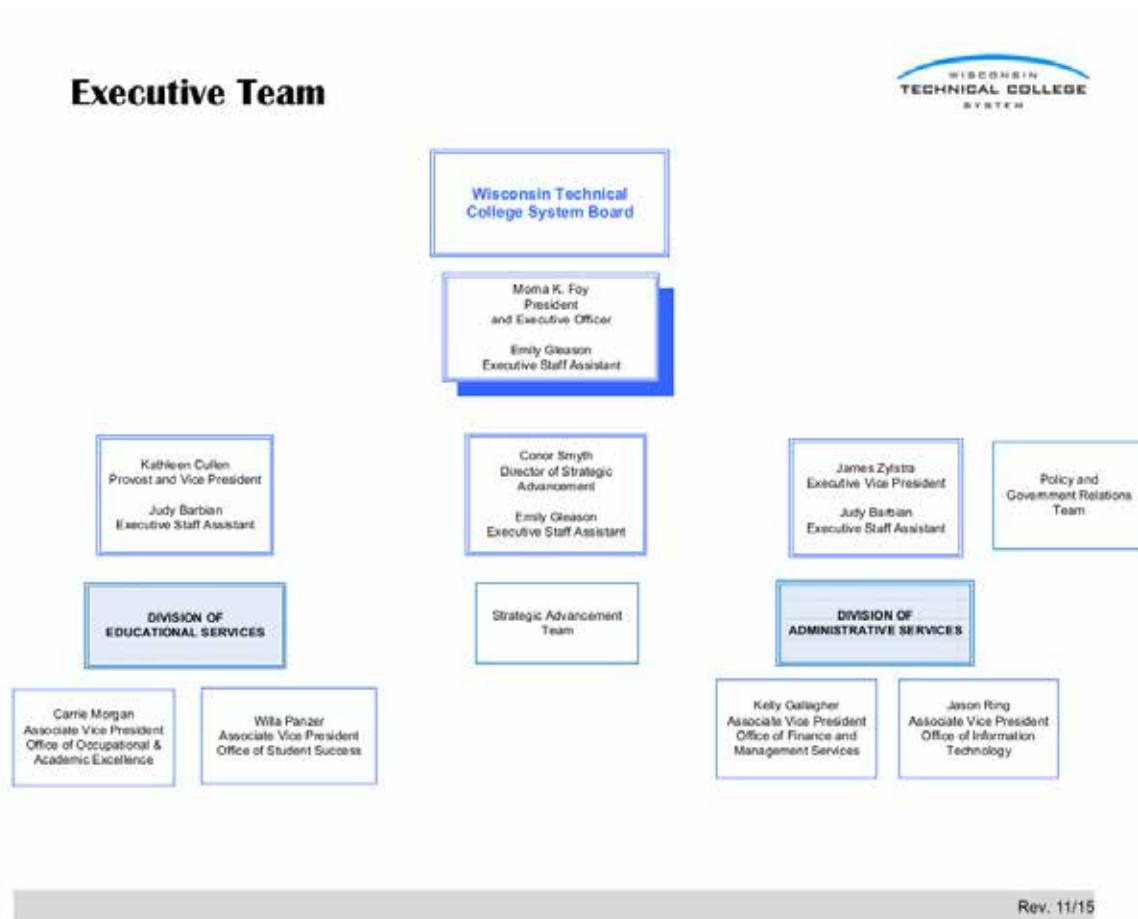 Executive Team
WISCONSIN
TECHNICAL COLLEGE
SYSTEM
Wisconsin Technical
College System Board
Morna K. Foy
President
and Executive Officer
Emily Gleason
Executive Staff Assistant
Kathleen Cullen
Provost and Vice President
Judy Barbian
Executive Staff Assistant
Conor Smyth
Director of Strategic
Advancement
Emily Gleason
Executive Staff Assistant
James Zylstra
Executive Vice President
Judy Barbian
Executive Staff Assistant
Policy and
Government Relations
Team
DIVISION OF
EDUCATIONAL SERVICES
Strategic Advancement
Team
DIVISION OF
ADMINISTRATIVE SERVICES
Carrie Morgan
Associate Vice President
Office of Occupational &
Academic Excellence
Willa Panzer
Associate Vice President
Office of Student Success
Kelly Gallagher
Associate Vice President
Office of Finance and
Management Services
Jason Ring
Associate Vice President
Office of Information
Technology
Rev. 11/15